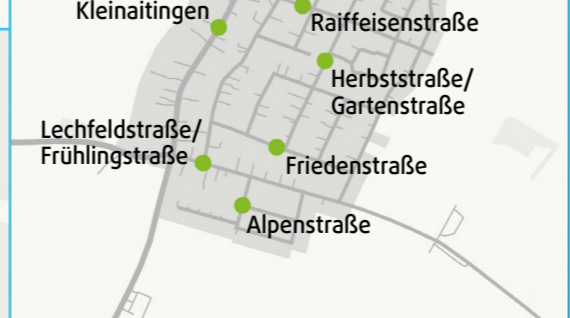 Kleinaitingen
Raiffeisenstraße
Herbststraße/
Gartenstraße
Lechfeldstraße/
Frühlingstraße
Friedenstraße
Alpenstraße